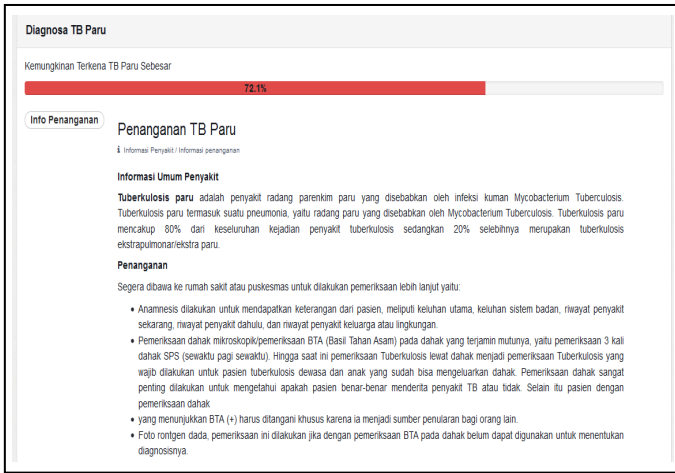 Diagnosa TB Paru
Kemungkinan Terkena TB Paru Sebesar
72.1%
Info Penanganan
Penanganan TB Paru
i Informasi Penyakit / Informasi penanganan
Informasi Umum Penyakit
Tuberkulosis paru adalah penyakit radang parenkim paru yang disebabkan oleh infeksi kuman Mycobacterium Tuberculosis.
Tuberkulosis paru termasuk suatu pneumonia, yaitu radang paru yang disebabkan oleh Mycobacterium Tuberculosis. Tuberkulosis paru
mencakup 80% dari keseluruhan kejadian penyakit tuberkulosis sedangkan 20% selebihnya merupakan tuberkulosis
ekstrapulmonar/ekstra paru.
Penanganan
Segera dibawa ke rumah sakit atau puskesmas untuk dilakukan pemeriksaan lebih lanjut yaitu:
• Anamnesis dilakukan untuk mendapatkan keterangan dari pasien, meliputi keluhan utama, keluhan sistem badan, riwayat penyakit
sekarang, riwayat penyakit dahulu, dan riwayat penyakit keluarga atau lingkungan.
• Pemeriksaan dahak mikroskopik/pemeriksaan BTA (Basil Tahan Asam) pada dahak yang terjamin mutunya, yaitu pemeriksaan 3 kali
dahak SPS (sewaktu pagi sewaktu). Hingga saat ini pemeriksaan Tuberkulosis lewat dahak menjadi pemeriksaan Tuberkulosis yang
wajib dilakukan untuk pasien tuberkulosis dewasa dan anak yang sudah bisa mengeluarkan dahak. Pemeriksaan dahak sangat
penting dilakukan untuk mengetahui apakah pasien benar-benar menderita penyakit TB atau tidak. Selain itu pasien dengan
pemeriksaan dahak
• yang menunjukkan BTA (+) harus ditangani khusus karena ia menjadi sumber penularan bagi orang lain.
• Foto rontgen dada, pemeriksaan ini dilakukan jika dengan pemeriksaan BTA pada dahak belum dapat digunakan untuk menentukan
diagnosisnya.